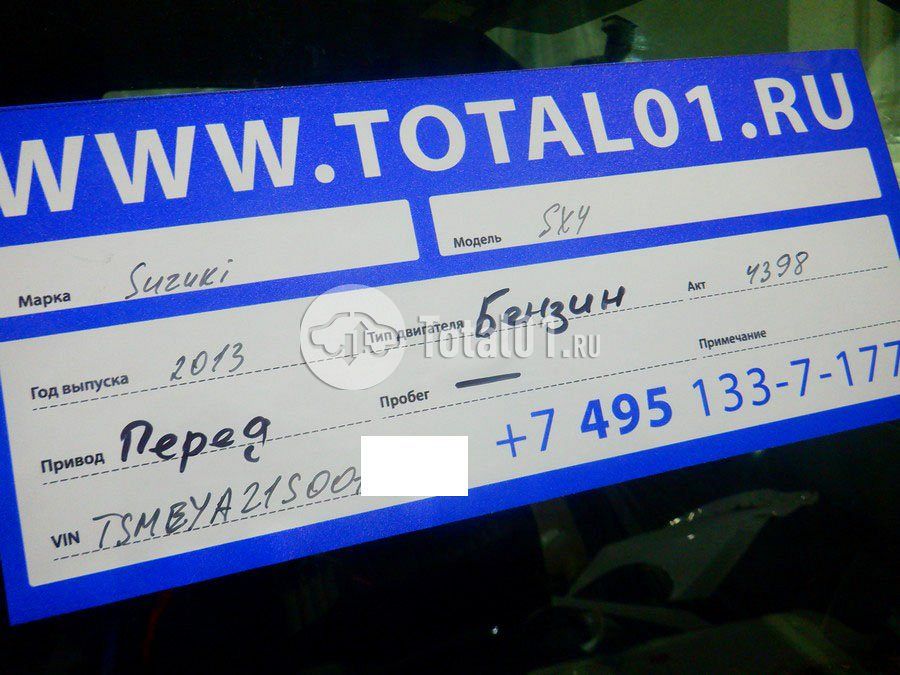 WWW.TOTAL01.RU
Марка Suzuki Модель SX4
Год выпуска 2013 Тип двигателя Бензин Акт 4398
Total01.RU
Привод Перед Пробег — Примечание
+7 495 133-7-177
VIN TSMEYA21S00